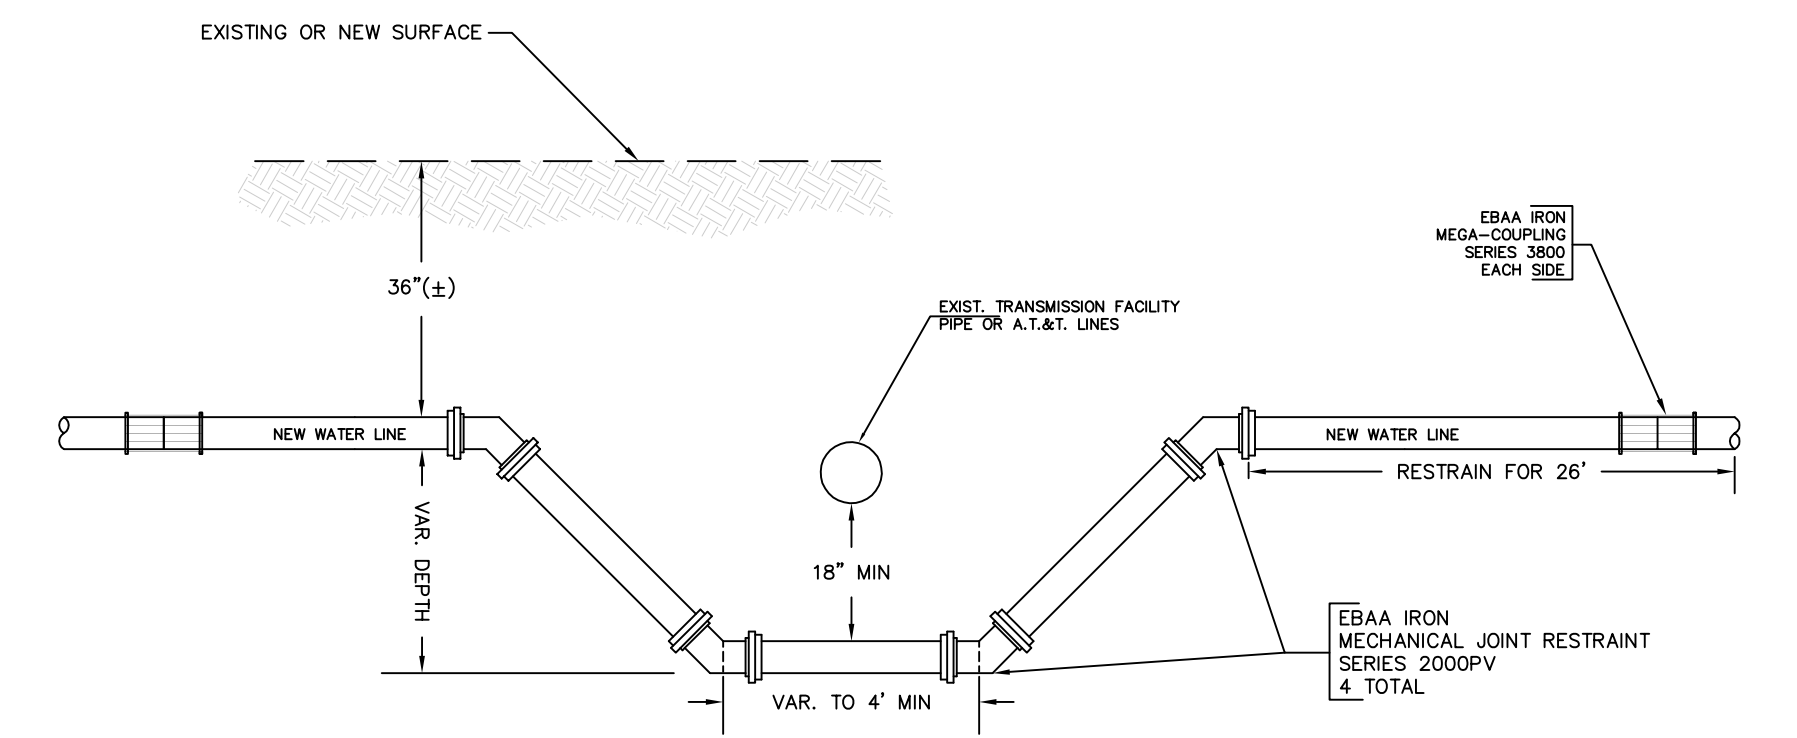 EXISTING OR NEW SURFACE
EBAA IRON
MEGA-COUPLING
SERIES 3800
EACH SIDE
36"(±)
EXIST. TRANSMISSION FACILITY
PIPE OR A.T.&T. LINES
NEW WATER LINE
NEW WATER LINE
RESTRAIN FOR 26'
VAR. DEPTH
18" MIN
EBAA IRON
MECHANICAL JOINT RESTRAINT
SERIES 2000PV
4 TOTAL
VAR. TO 4' MIN